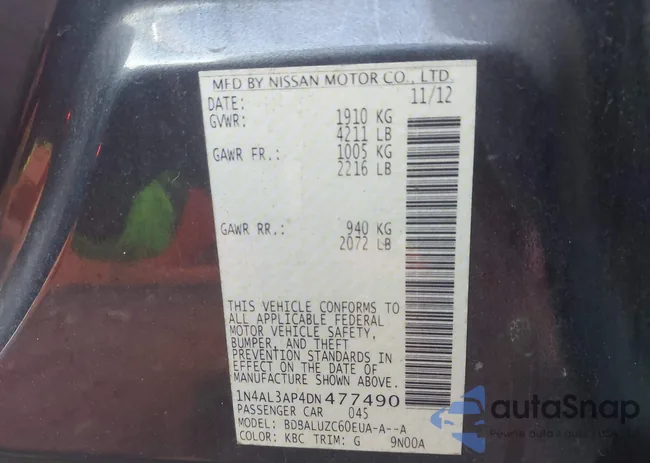 MFD BY NISSAN MOTOR CO., LTD.
DATE: 11/12
GVWR: 1910 KG
4211 LB
GAWR FR.: 1005 KG
2216 LB
GAWR RR.: 940 KG
2072 LB
THIS VEHICLE CONFORMS TO
ALL APPLICABLE FEDERAL
MOTOR VEHICLE SAFETY,
BUMPER, AND THEFT
PREVENTION STANDARDS IN
EFFECT ON THE DATE OF
MANUFACTURE SHOWN ABOVE.
1N4AL3AP4DN477490
PASSENGER CAR 045
MODEL: BDBALUZC60EUA-A--A
COLOR: KBC TRIM: G 9N00A
autoSnap